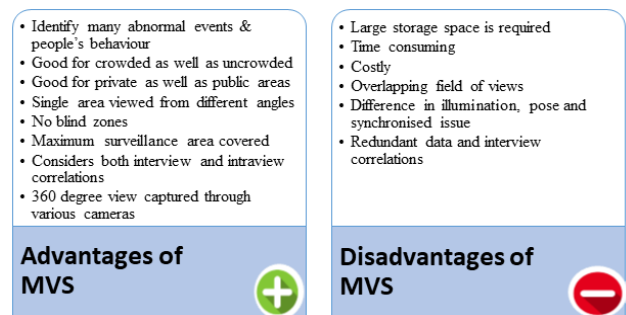 • Identify many abnormal events &
people's behaviour
• Good for crowded as well as uncrowded
• Good for private as well as public areas
• Single area viewed from different angles
• No blind zones
• Maximum surveillance area covered
• Considers both interview and intraview
correlations
• 360 degree view captured through
various cameras
Advantages of
MVS
• Large storage space is required
• Time consuming
• Costly
• Overlapping field of views
• Difference in illumination, pose and
synchronised issue
• Redundant data and interview
correlations
Disadvantages of
MVS